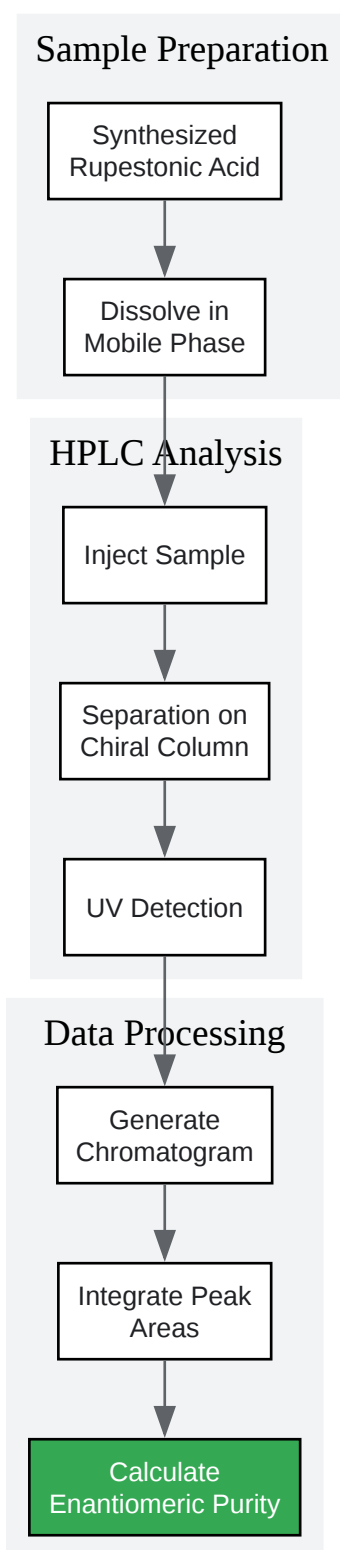 Sample Preparation
Synthesized
Rupestonic Acid
Dissolve in
Mobile Phase
HPLC Analysis
Inject Sample
Separation on
Chiral Column
UV Detection
Data Processing
Generate
Chromatogram
Integrate Peak
Areas
Calculate
Enantiomeric Purity